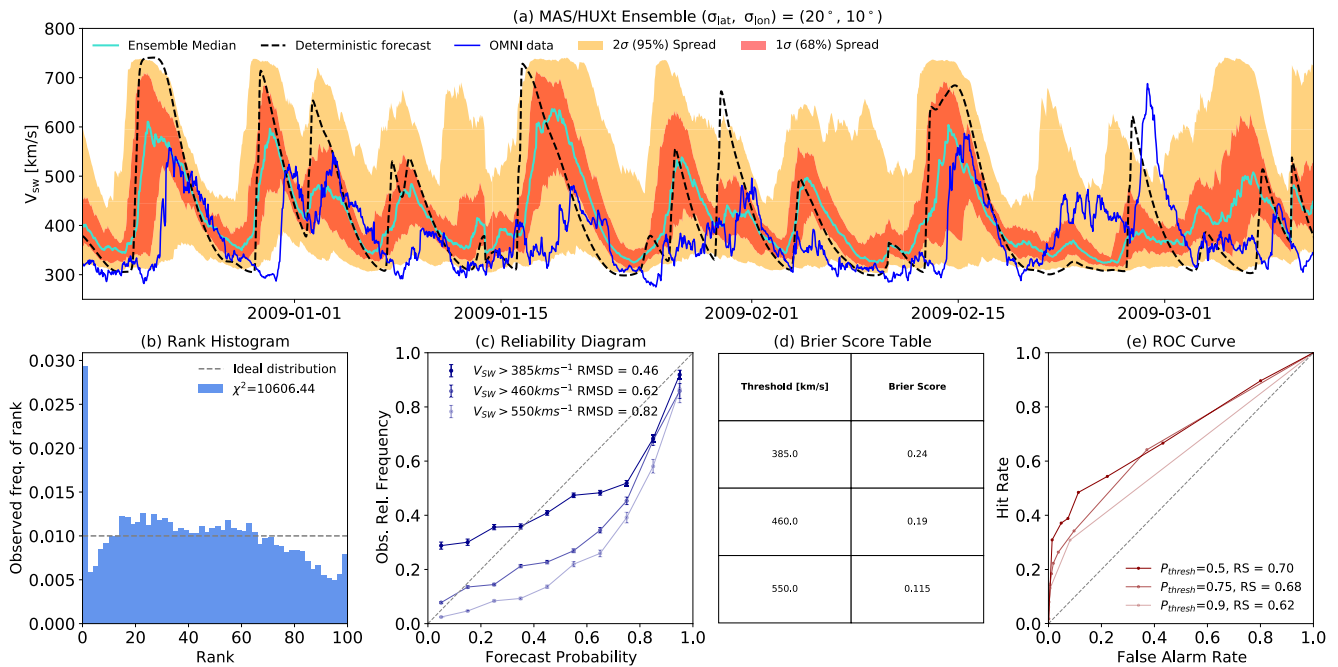 (a) MAS/HUXt Ensemble (σlat, σlon) = (20°, 10°)
Ensemble Median
Deterministic forecast
OMNI data
2σ (95%) Spread
1σ (68%) Spread
800
700
600
500
400
300
Vsw [km/s]
2009-01-01
2009-01-15
2009-02-01
2009-02-15
2009-03-01
(b) Rank Histogram
Ideal distribution
χ²=10606.44
0.030
0.025
0.020
0.015
0.010
0.005
0.000
Observed freq. of rank
0
20
40
60
80
100
Rank
(c) Reliability Diagram
VSW > 385kms⁻¹ RMSD = 0.46
VSW > 460kms⁻¹ RMSD = 0.62
VSW > 550kms⁻¹ RMSD = 0.82
1.0
0.8
0.6
0.4
0.2
0.0
Obs. Rel. Frequency
0.0
0.2
0.4
0.6
0.8
1.0
Forecast Probability
(d) Brier Score Table
Threshold [km/s]
Brier Score
385.0
0.24
460.0
0.19
550.0
0.115
(e) ROC Curve
1.0
0.8
0.6
0.4
0.2
0.0
Hit Rate
Pthresh=0.5, RS = 0.70
Pthresh=0.75, RS = 0.68
Pthresh=0.9, RS = 0.62
0.0
0.2
0.4
0.6
0.8
1.0
False Alarm Rate